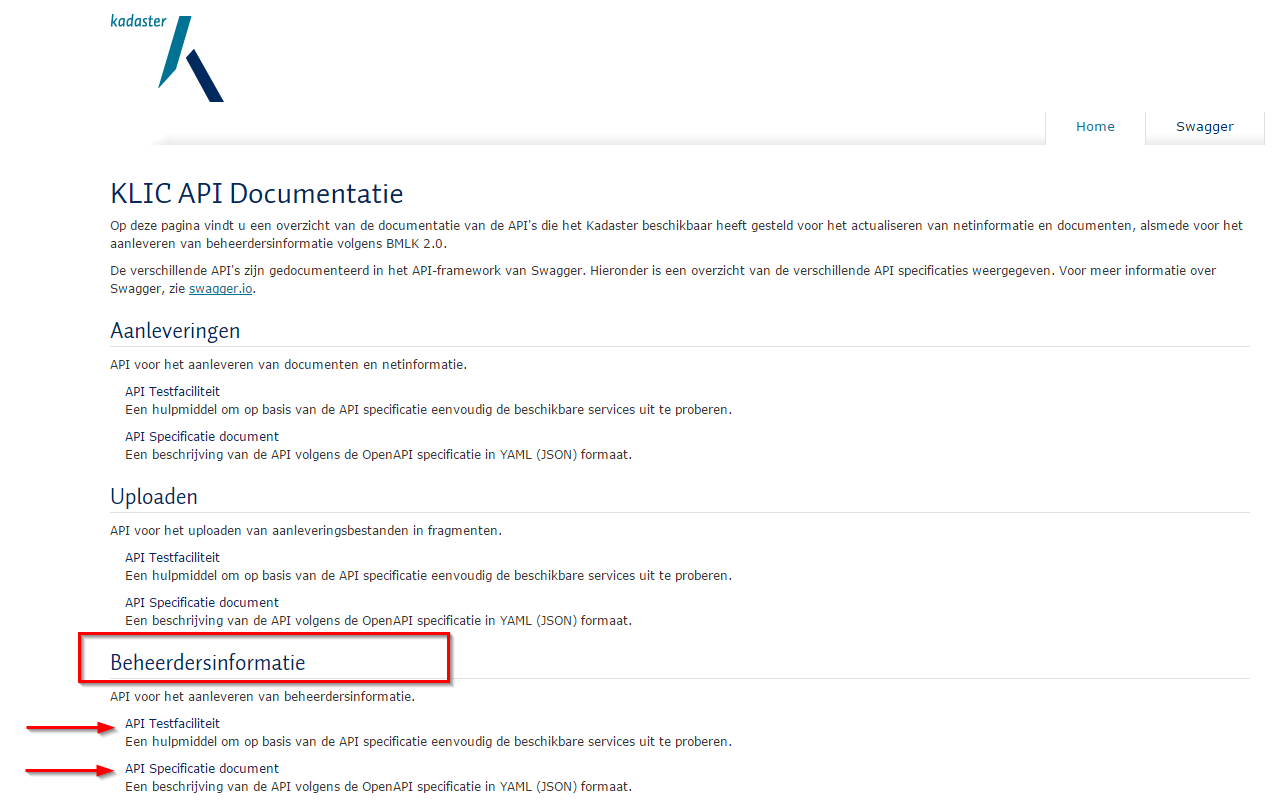 kadaster
Home Swagger
KLIC API Documentatie
Op deze pagina vindt u een overzicht van de documentatie van de API's die het Kadaster beschikbaar heeft gesteld voor het actualiseren van netinformatie en documenten, alsmede voor het
aanleveren van beheerdersinformatie volgens BMLK 2.0.
De verschillende API's zijn gedocumenteerd in het API-framework van Swagger. Hieronder is een overzicht van de verschillende API specificaties weergegeven. Voor meer informatie over
Swagger, zie swagger.io.
Aanleveringen
API voor het aanleveren van documenten en netinformatie.
API Testfaciliteit
Een hulpmiddel om op basis van de API specificatie eenvoudig de beschikbare services uit te proberen.
API Specificatie document
Een beschrijving van de API volgens de OpenAPI specificatie in YAML (JSON) formaat.
Uploaden
API voor het uploaden van aanleveringsbestanden in fragmenten.
API Testfaciliteit
Een hulpmiddel om op basis van de API specificatie eenvoudig de beschikbare services uit te proberen.
API Specificatie document
Een beschrijving van de API volgens de OpenAPI specificatie in YAML (JSON) formaat.
Beheerdersinformatie
API voor het aanleveren van beheerdersinformatie.
API Testfaciliteit
Een hulpmiddel om op basis van de API specificatie eenvoudig de beschikbare services uit te proberen.
API Specificatie document
Een beschrijving van de API volgens de OpenAPI specificatie in YAML (JSON) formaat.